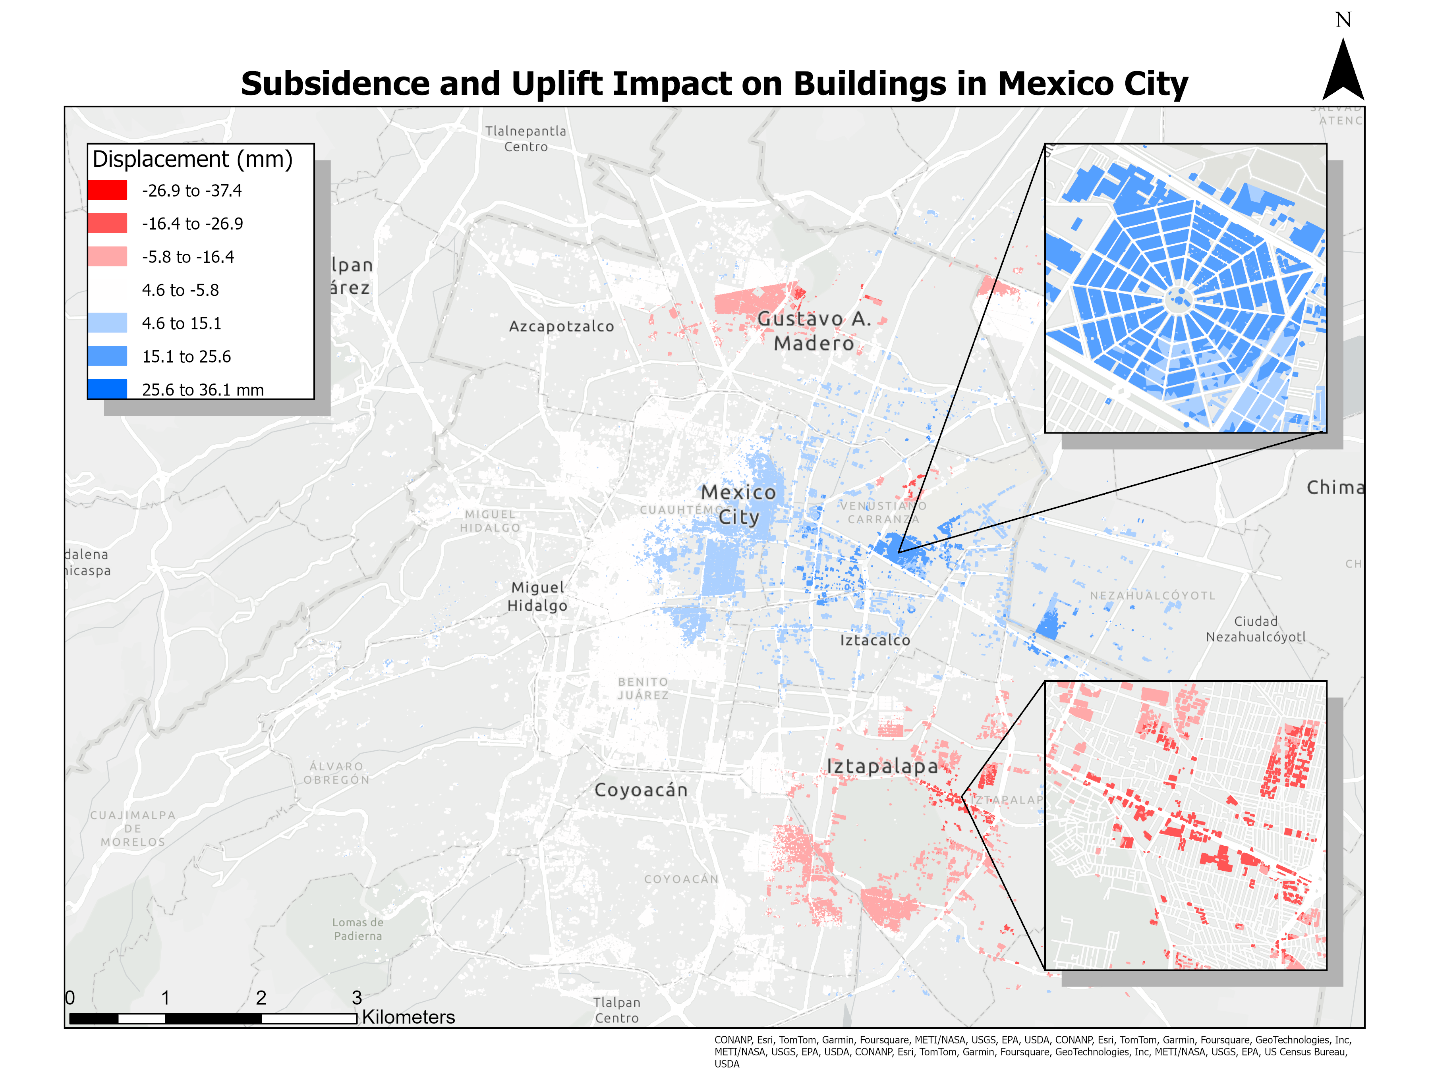 N
Subsidence and Uplift Impact on Buildings in Mexico City
SALVAD
ATENC
Tlalnepantla
Centro
Displacement (mm)
-26.9 to -37.4
-16.4 to -26.9
-5.8 to -16.4
4.6 to -5.8
4.6 to 15.1
15.1 to 25.6
25.6 to 36.1 mm
lpan
árez
Azcapotzalco
Gustavo A.
Madero
Mexico
City
CUAUHTÉMO
VENUSTIANO
CARRANZA
MIGUEL
HIDALGO
Chima
dalena
hicaspa
CH
Miguel
Hidalgo
NEZAHUALCÓYOTL
Ciudad
Nezahualcóyotl
Iztacalco
BENITO
JUÁREZ
ÁLVARO
OBREGÓN
Iztapalapa
Coyoacán
ZTAPALAP
CUAJIMALPA
DE
MORELOS
COYOACÁN
Lomas de
Padierna
Tlalpan
Centro
0 1 2 3
Kilometers
CONANP, Esri, TomTom, Garmin, Foursquare, METI/NASA, USGS, EPA, USDA, CONANP, Esri, TomTom, Garmin, Foursquare, GeoTechnologies, Inc,
METI/NASA, USGS, EPA, USDA, CONANP, Esri, TomTom, Garmin, Foursquare, GeoTechnologies, Inc, METI/NASA, USGS, EPA, US Census Bureau,
USDA